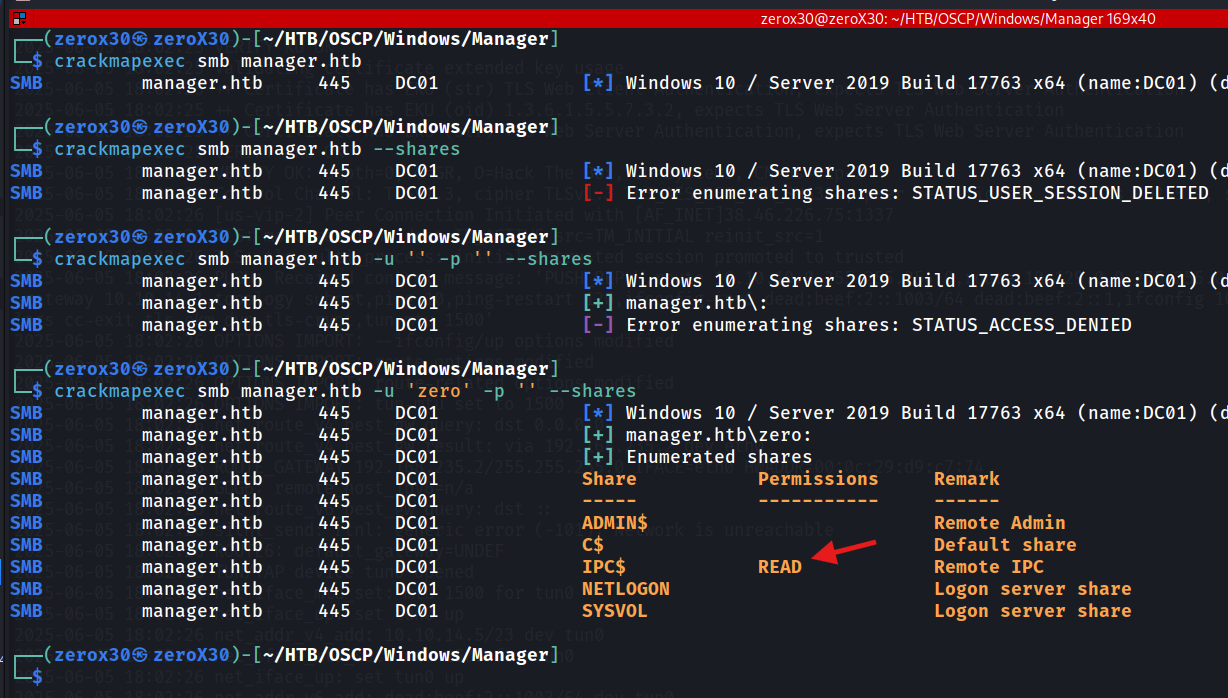 zerox30@zeroX30: ~/HTB/OSCP/Windows/Manager 169x40
┌──(zerox30㉿zeroX30)-[~/HTB/OSCP/Windows/Manager]
└─$ crackmapexec smb manager.htb
SMB manager.htb 445 DC01 [*] Windows 10 / Server 2019 Build 17763 x64 (name:DC01) (d
┌──(zerox30㉿zeroX30)-[~/HTB/OSCP/Windows/Manager]
└─$ crackmapexec smb manager.htb --shares
SMB manager.htb 445 DC01 [*] Windows 10 / Server 2019 Build 17763 x64 (name:DC01) (d
SMB manager.htb 445 DC01 [-] Error enumerating shares: STATUS_USER_SESSION_DELETED
┌──(zerox30㉿zeroX30)-[~/HTB/OSCP/Windows/Manager]
└─$ crackmapexec smb manager.htb -u '' -p '' --shares
SMB manager.htb 445 DC01 [*] Windows 10 / Server 2019 Build 17763 x64 (name:DC01) (d
SMB manager.htb 445 DC01 [+] manager.htb\:
SMB manager.htb 445 DC01 [-] Error enumerating shares: STATUS_ACCESS_DENIED
┌──(zerox30㉿zeroX30)-[~/HTB/OSCP/Windows/Manager]
└─$ crackmapexec smb manager.htb -u 'zero' -p '' --shares
SMB manager.htb 445 DC01 [*] Windows 10 / Server 2019 Build 17763 x64 (name:DC01) (d
SMB manager.htb 445 DC01 [+] manager.htb\zero:
SMB manager.htb 445 DC01 [+] Enumerated shares
SMB manager.htb 445 DC01 Share Permissions Remark
SMB manager.htb 445 DC01 ----- ----------- ------
SMB manager.htb 445 DC01 ADMIN$ Remote Admin
SMB manager.htb 445 DC01 C$ Default share
SMB manager.htb 445 DC01 IPC$ READ Remote IPC
SMB manager.htb 445 DC01 NETLOGON Logon server share
SMB manager.htb 445 DC01 SYSVOL Logon server share
┌──(zerox30㉿zeroX30)-[~/HTB/OSCP/Windows/Manager]
└─$